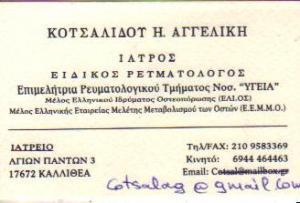 ΚΟΤΣΑΛΙΔΟΥ Η. ΑΓΓΕΛΙΚΗ
ΙΑΤΡΟΣ
ΕΙΔΙΚΟΣ ΡΕΥΜΑΤΟΛΟΓΟΣ
Επιμελήτρια Ρευματολογικού Τμήματος Νοσ. "ΥΓΕΙΑ"
Μέλος Ελληνικού Ιδρύματος Οστεοπόρωσης (ΕΛΙ.ΟΣ)
Μέλος Ελληνικής Εταιρείας Μελέτης Μεταβολισμού των Οστών (Ε.Ε.Μ.Μ.Ο.)
ΙΑΤΡΕΙΟ
ΑΓΙΩΝ ΠΑΝΤΩΝ 3
17672 ΚΑΛΛΙΘΕΑ
Τηλ/FAX: 210 9583369
Κινητό: 6944 464463
Email: Cotsal@mailbox.gr
cotsalag@gmail.com